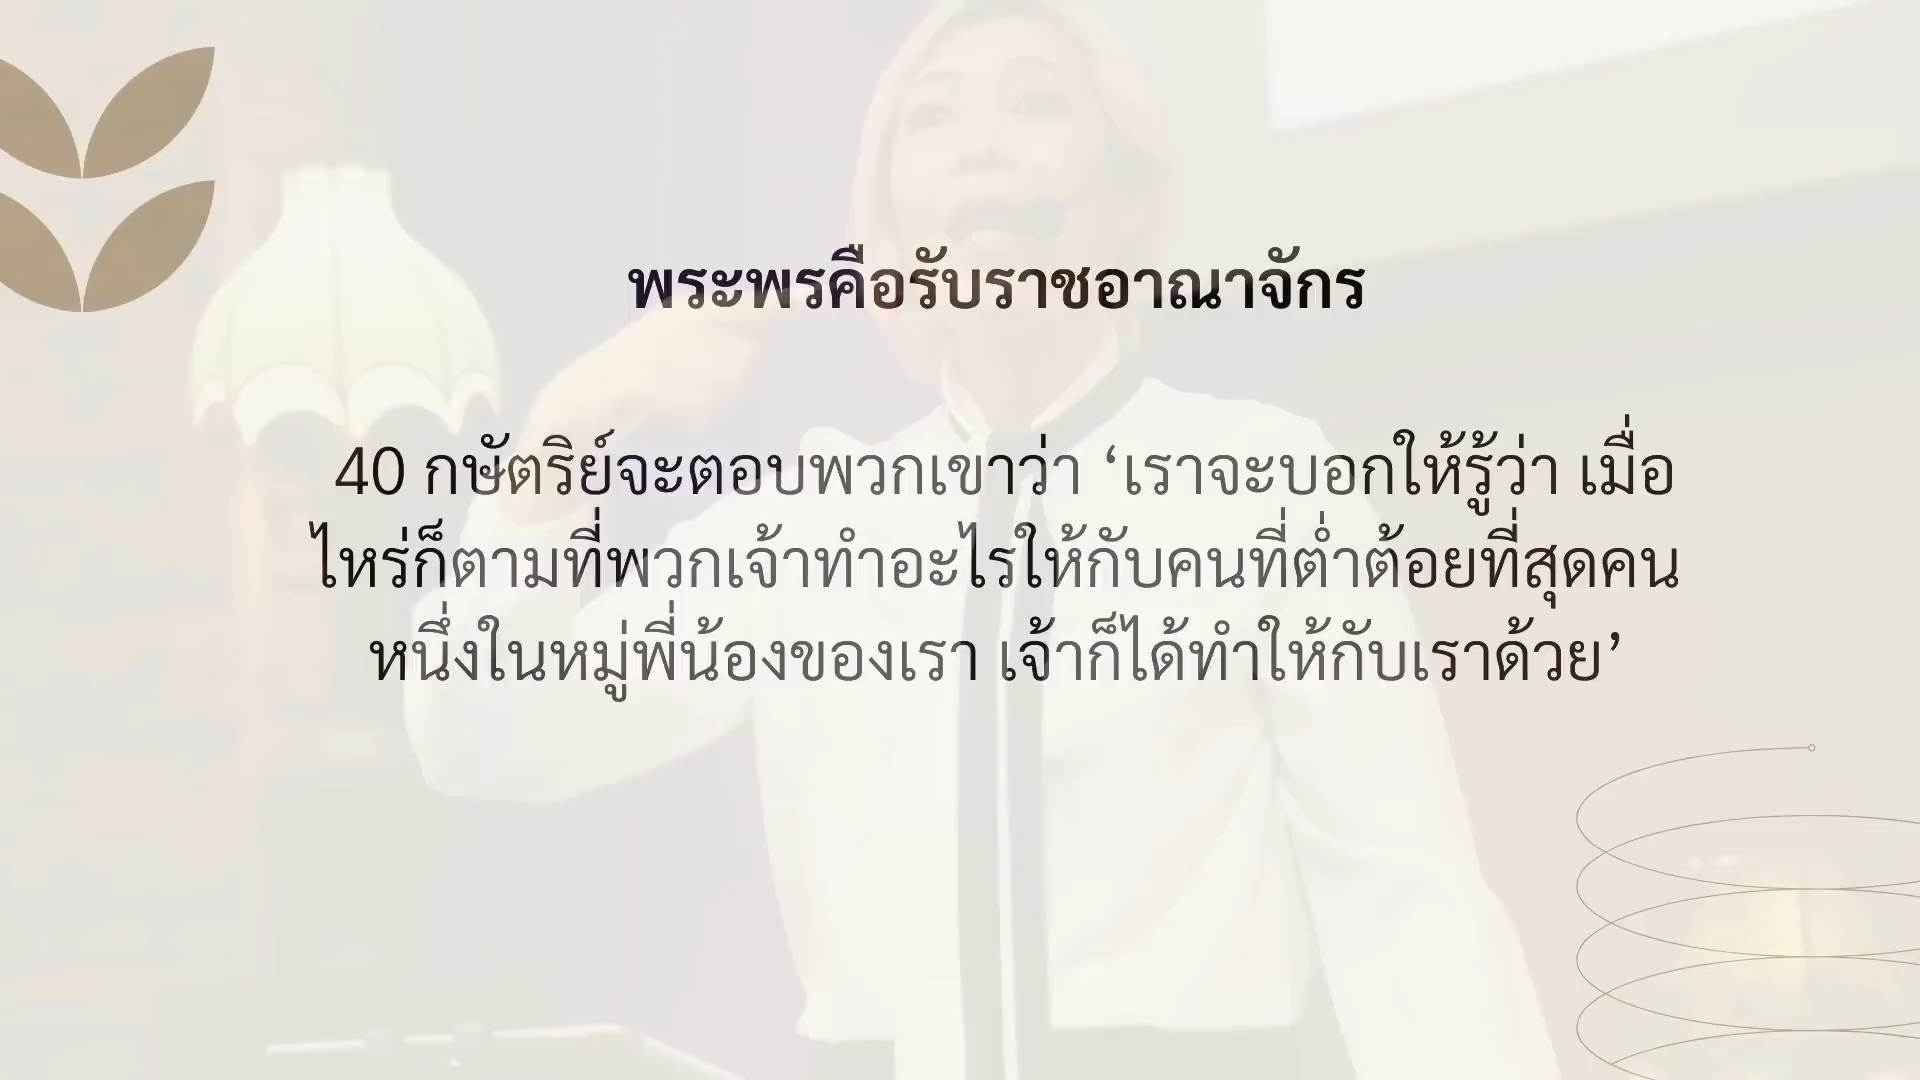 พระพรคือรับราชอาณาจักร
40 กษัตริย์จะตอบพวกเขาว่า ‘เราจะบอกให้รู้ว่า เมื่อ
ไหร่ก็ตามที่พวกเจ้าทำอะไรให้กับคนที่ต่ำต้อยที่สุดคน
หนึ่งในหมู่พี่น้องของเรา เจ้าก็ได้ทำให้กับเราด้วย’